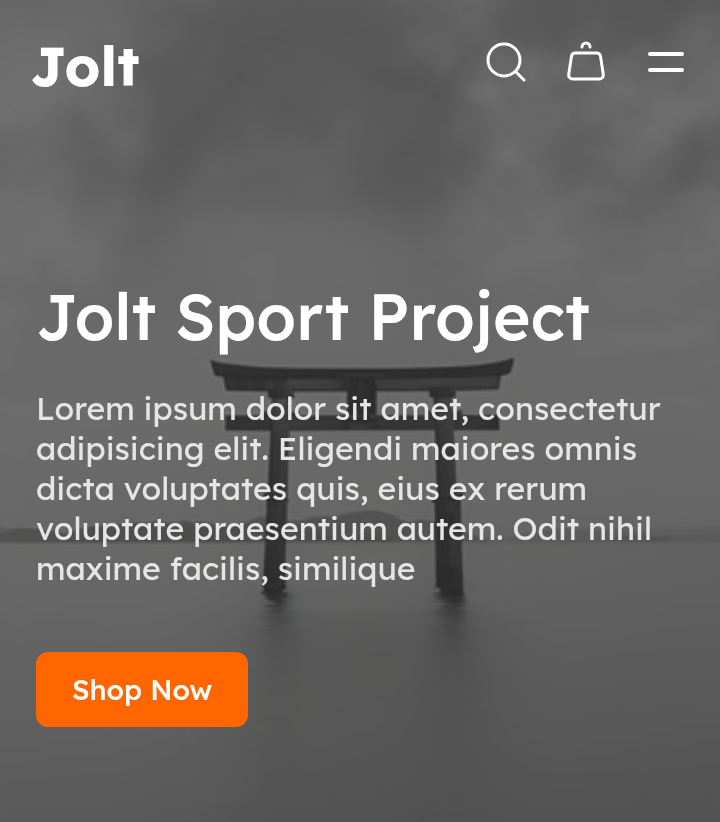 Jolt
Jolt Sport Project
Lorem ipsum dolor sit amet, consectetur
adipisicing elit. Eligendi maiores omnis
dicta voluptates quis, eius ex rerum
voluptate praesentium autem. Odit nihil
maxime facilis, similique
Shop Now